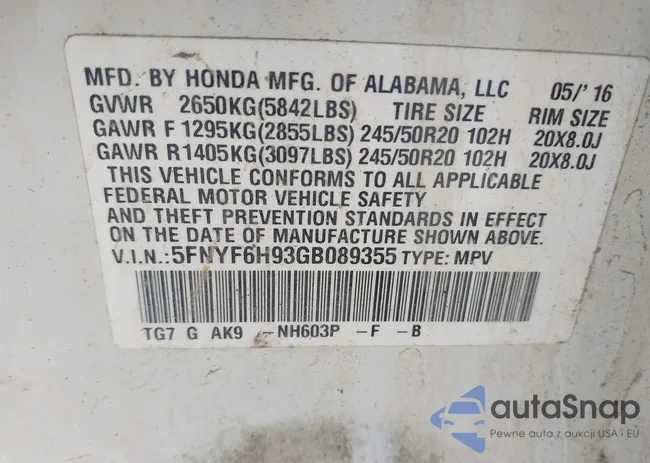 MFD. BY HONDA MFG. OF ALABAMA, LLC 05/'16
GVWR 2650KG(5842LBS) TIRE SIZE RIM SIZE
GAWR F 1295KG(2855LBS) 245/50R20 102H 20X8.0J
GAWR R 1405KG(3097LBS) 245/50R20 102H 20X8.0J
THIS VEHICLE CONFORMS TO ALL APPLICABLE
FEDERAL MOTOR VEHICLE SAFETY
AND THEFT PREVENTION STANDARDS IN EFFECT
ON THE DATE OF MANUFACTURE SHOWN ABOVE.
V.I.N.:5FNYF6H93GB089355 TYPE: MPV
TG7 G AK9 -NH603P -F -B
autaSnap
Pewne auta z aukcji USA - EU